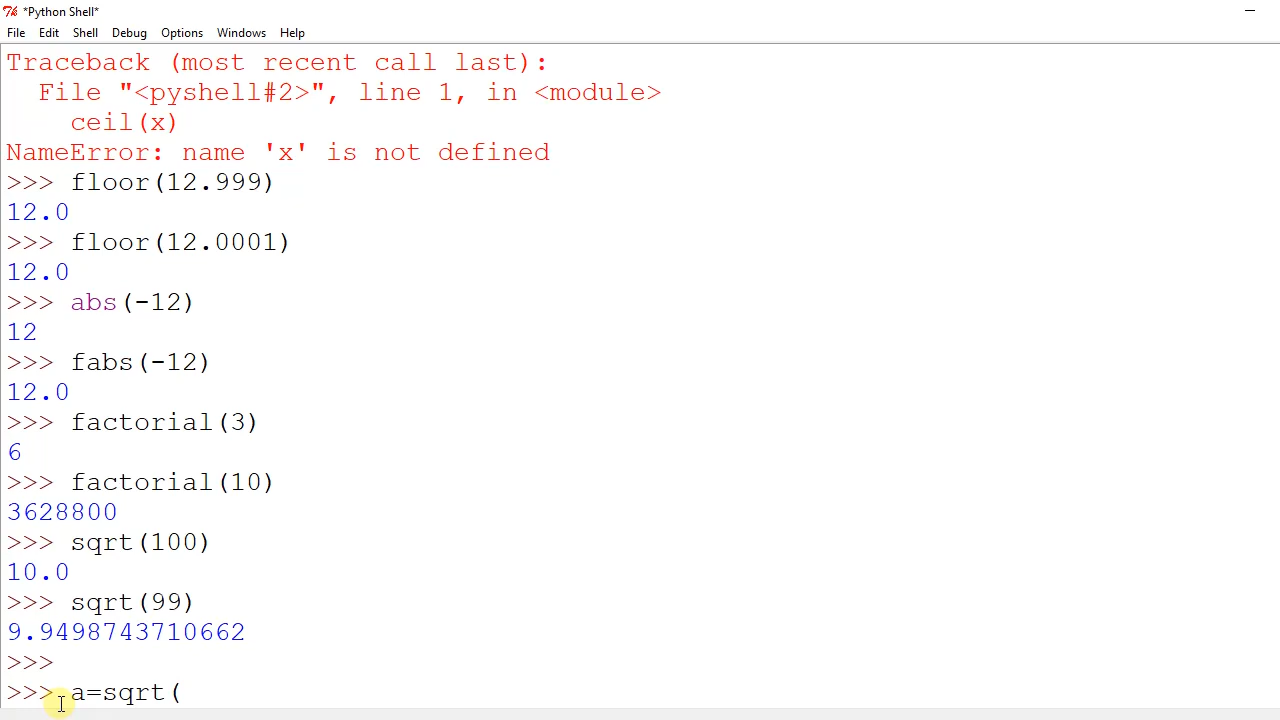 *Python Shell*
File Edit Shell Debug Options Windows Help
Traceback (most recent call last):
  File "<pyshell#2>", line 1, in <module>
    ceil(x)
NameError: name 'x' is not defined
>>> floor(12.999)
12.0
>>> floor(12.0001)
12.0
>>> abs(-12)
12
>>> fabs(-12)
12.0
>>> factorial(3)
6
>>> factorial(10)
3628800
>>> sqrt(100)
10.0
>>> sqrt(99)
9.9498743710662
>>>
>>> a=sqrt(